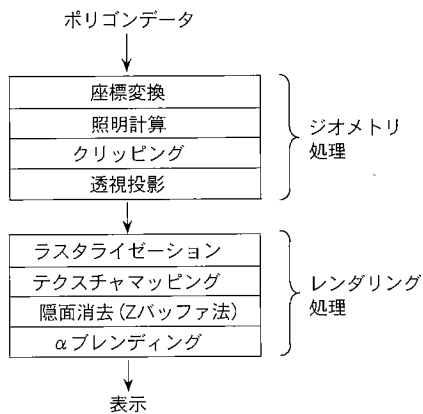 ポリゴンデータ
座標変換
照明計算
クリッピング
透視投影
ジオメトリ
処理
ラスタライゼーション
テクスチャマッピング
隠面消去(Zバッファ法)
αブレンディング
レンダリング
処理
表示